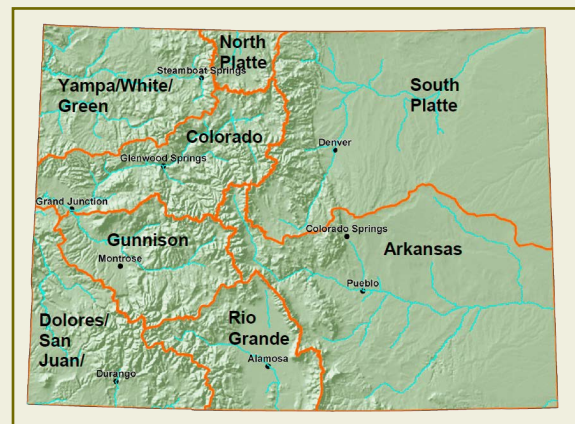 North
Platte
Steamboat Springs
Yampa/White/
Green
South
Platte
Colorado
Denver
Glenwood Springs
Grand Junction
Gunnison
Montrose
Colorado Springs
Arkansas
Pueblo
Dolores/
San
Juan/
Rio
Grande
Alamosa
Durango